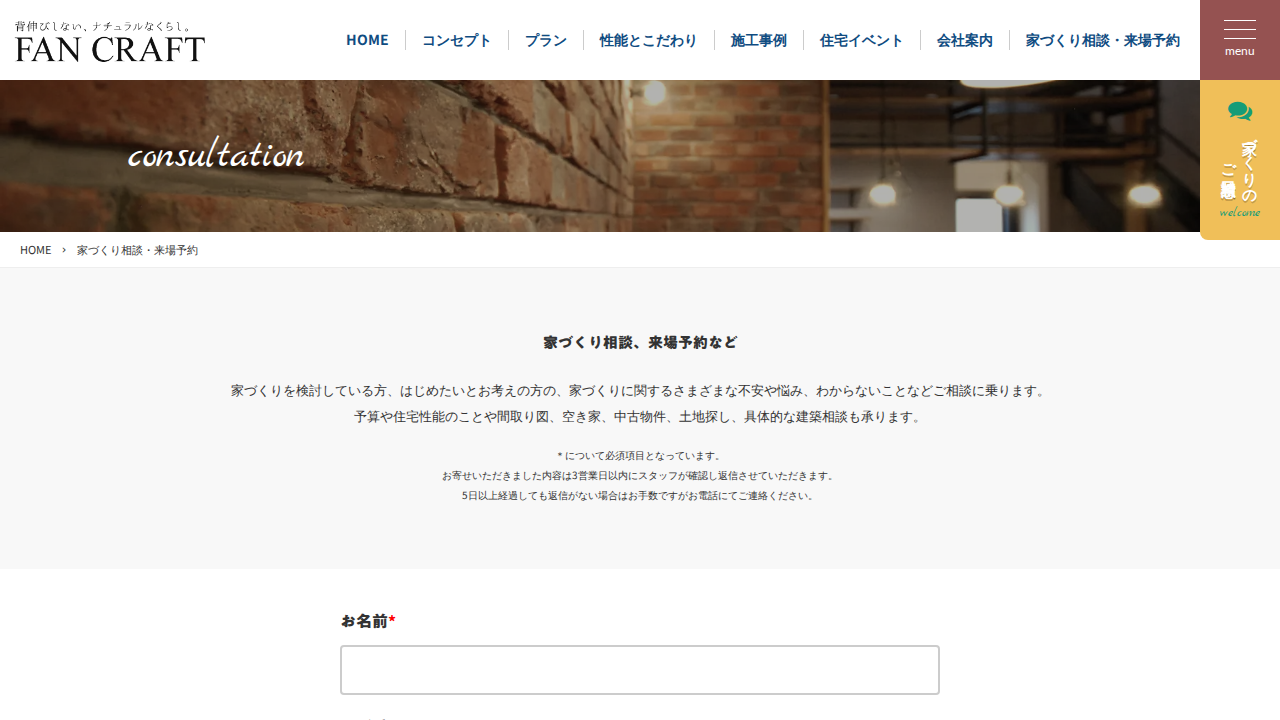 背伸びしない、ナチュラルなくらし。
FAN CRAFT
HOME
コンセプト
プラン
性能とこだわり
施工事例
住宅イベント
会社案内
家づくり相談・来場予約
menu
家づくりの
ご相談
welcome
consultation
HOME › 家づくり相談・来場予約
家づくり相談、来場予約など
家づくりを検討している方、はじめたいとお考えの方の、家づくりに関するさまざまな不安や悩み、わからないことなどご相談に乗ります。
予算や住宅性能のことや間取り図、空き家、中古物件、土地探し、具体的な建築相談も承ります。
* について必須項目となっています。
お寄せいただきました内容は3営業日以内にスタッフが確認し返信させていただきます。
5日以上経過しても返信がない場合はお手数ですがお電話にてご連絡ください。
お名前*